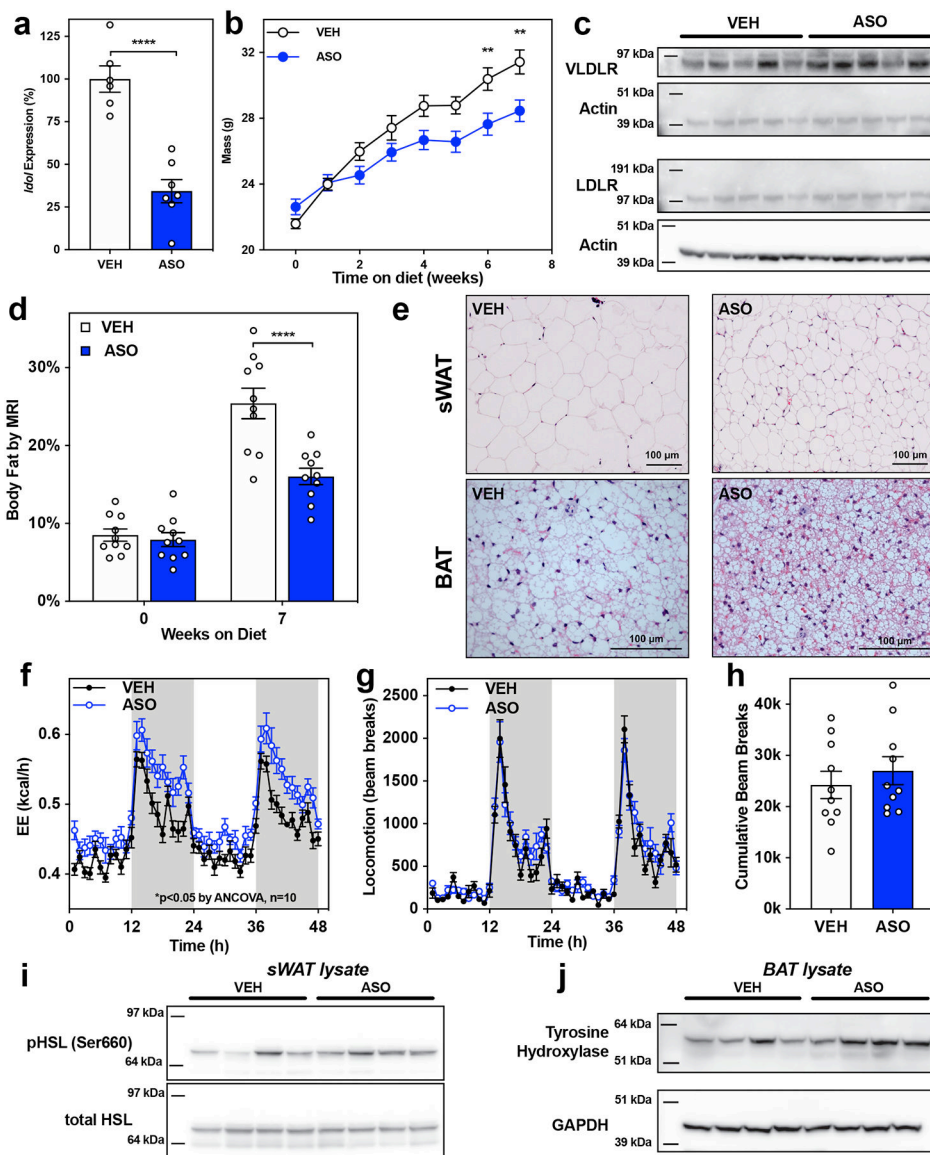 a
****
Idol Expression (%)
125
100
75
50
25
0
VEH
ASO
b
VEH
ASO
**
**
Mass (g)
32
28
24
20
0
2
4
6
8
Time on diet (weeks)
c
VEH
ASO
97 kDa
VLDLR
51 kDa
Actin
39 kDa
191 kDa
LDLR
97 kDa
51 kDa
Actin
39 kDa
d
VEH
ASO
****
Body Fat by MRI
30%
20%
10%
0%
0
7
Weeks on Diet
e
VEH
ASO
sWAT
100 µm
100 µm
VEH
ASO
BAT
100 µm
100 µm
f
VEH
ASO
EE (kcal/h)
0.6
0.5
0.4
*p<0.05 by ANCOVA, n=10
0
12
24
36
48
Time (h)
g
VEH
ASO
Locomotion (beam breaks)
2500
2000
1500
1000
500
0
0
12
24
36
48
Time (h)
h
Cumulative Beam Breaks
40k
30k
20k
10k
0k
VEH
ASO
i
sWAT lysate
VEH
ASO
97 kDa
pHSL (Ser660)
64 kDa
97 kDa
total HSL
64 kDa
j
BAT lysate
VEH
ASO
64 kDa
Tyrosine
Hydroxylase
51 kDa
51 kDa
GAPDH
39 kDa